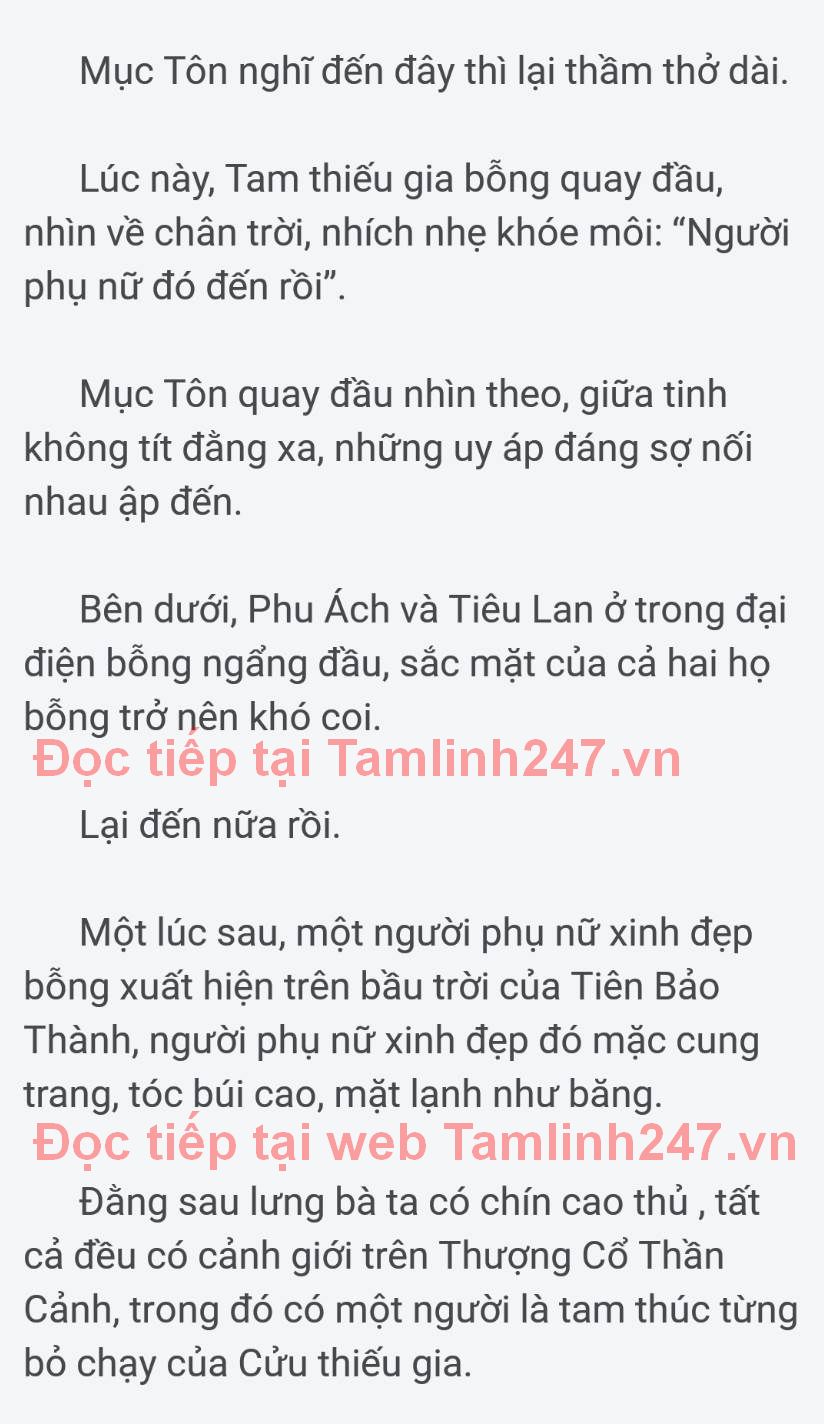 Mục Tôn nghĩ đến đây thì lại thầm thở dài.
Lúc này, Tam thiếu gia bỗng quay đầu,
nhìn về chân trời, nhích nhẹ khóe môi: “Người
phụ nữ đó đến rồi”.
Mục Tôn quay đầu nhìn theo, giữa tinh
không tít đằng xa, những uy áp đáng sợ nối
nhau ập đến.
Bên dưới, Phu Ách và Tiêu Lan ở trong đại
điện bỗng ngẩng đầu, sắc mặt của cả hai họ
bỗng trở nên khó coi.
Đọc tiếp tại Tamlinh247.vn
Lại đến nữa rồi.
Một lúc sau, một người phụ nữ xinh đẹp
bỗng xuất hiện trên bầu trời của Tiên Bảo
Thành, người phụ nữ xinh đẹp đó mặc cung
trang, tóc búi cao, mặt lạnh như băng.
Đọc tiếp tại web Tamlinh247.vn
Đằng sau lưng bà ta có chín cao thủ , tất
cả đều có cảnh giới trên Thượng Cổ Thần
Cảnh, trong đó có một người là tam thúc từng
bỏ chạy của Cửu thiếu gia.